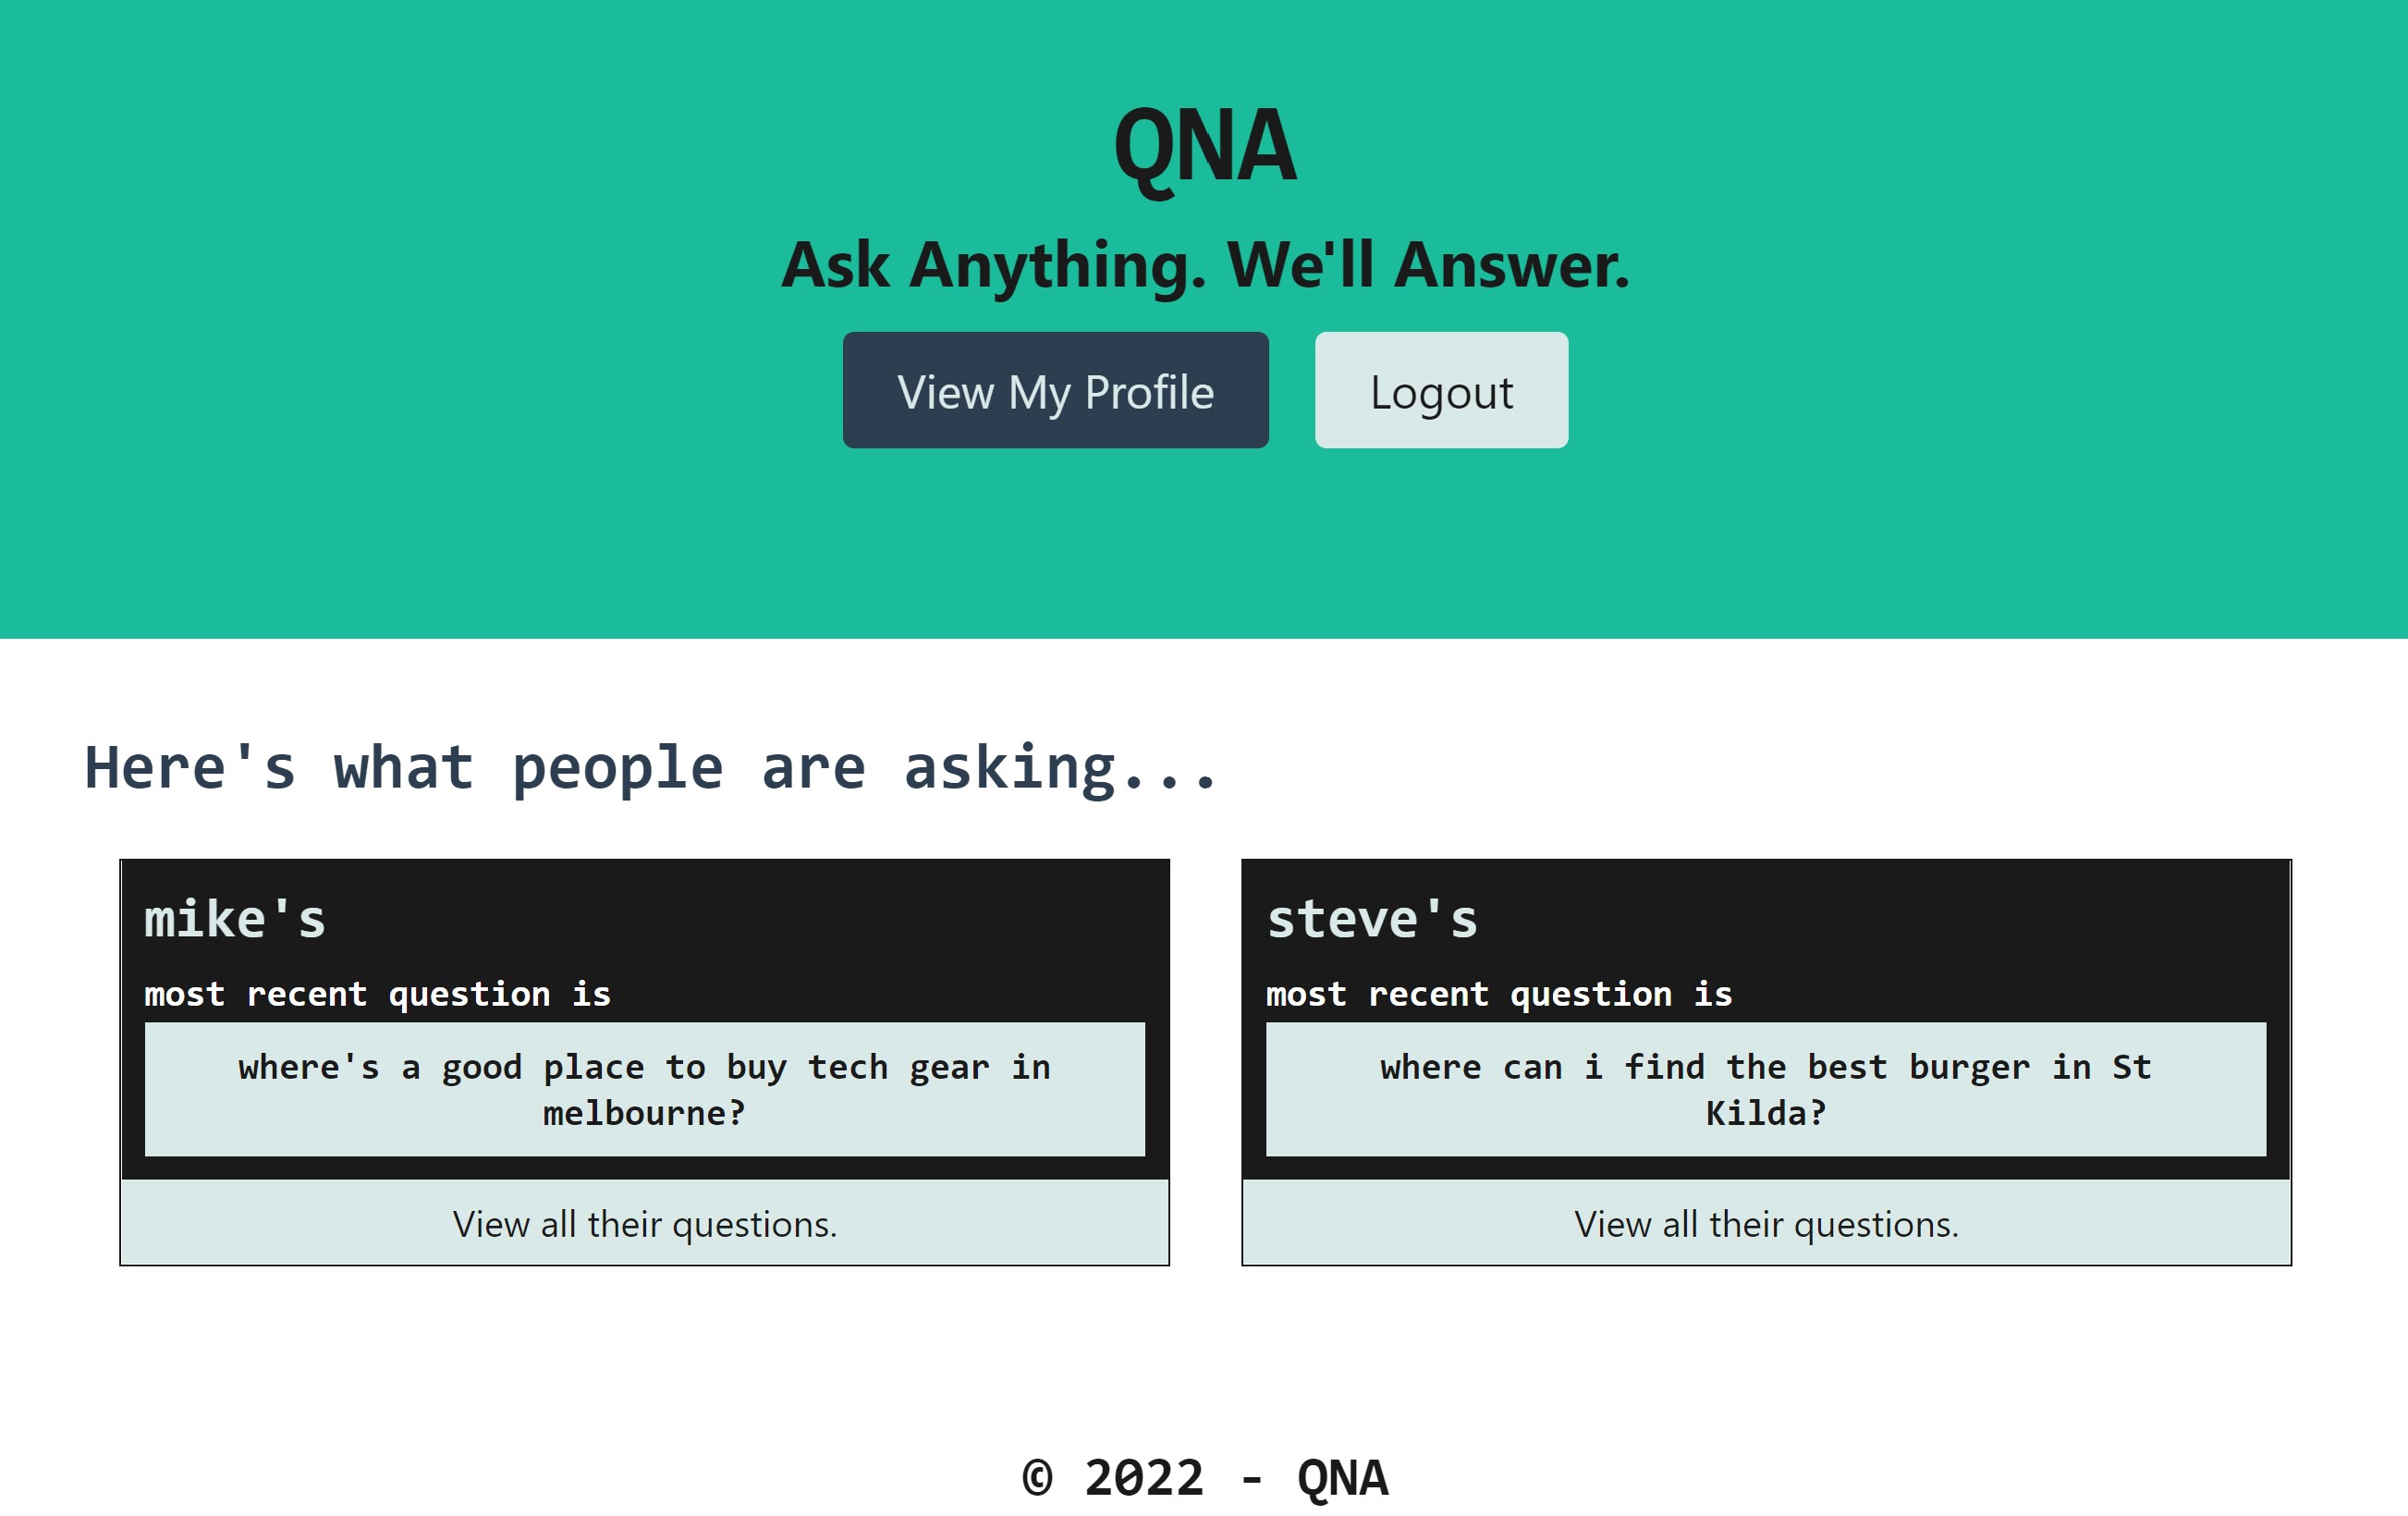 QNA
Ask Anything. We'll Answer.
View My Profile
Logout
Here's what people are asking...
mike's
most recent question is
where's a good place to buy tech gear in
melbourne?
View all their questions.
steve's
most recent question is
where can i find the best burger in St
Kilda?
View all their questions.
© 2022 - QNA